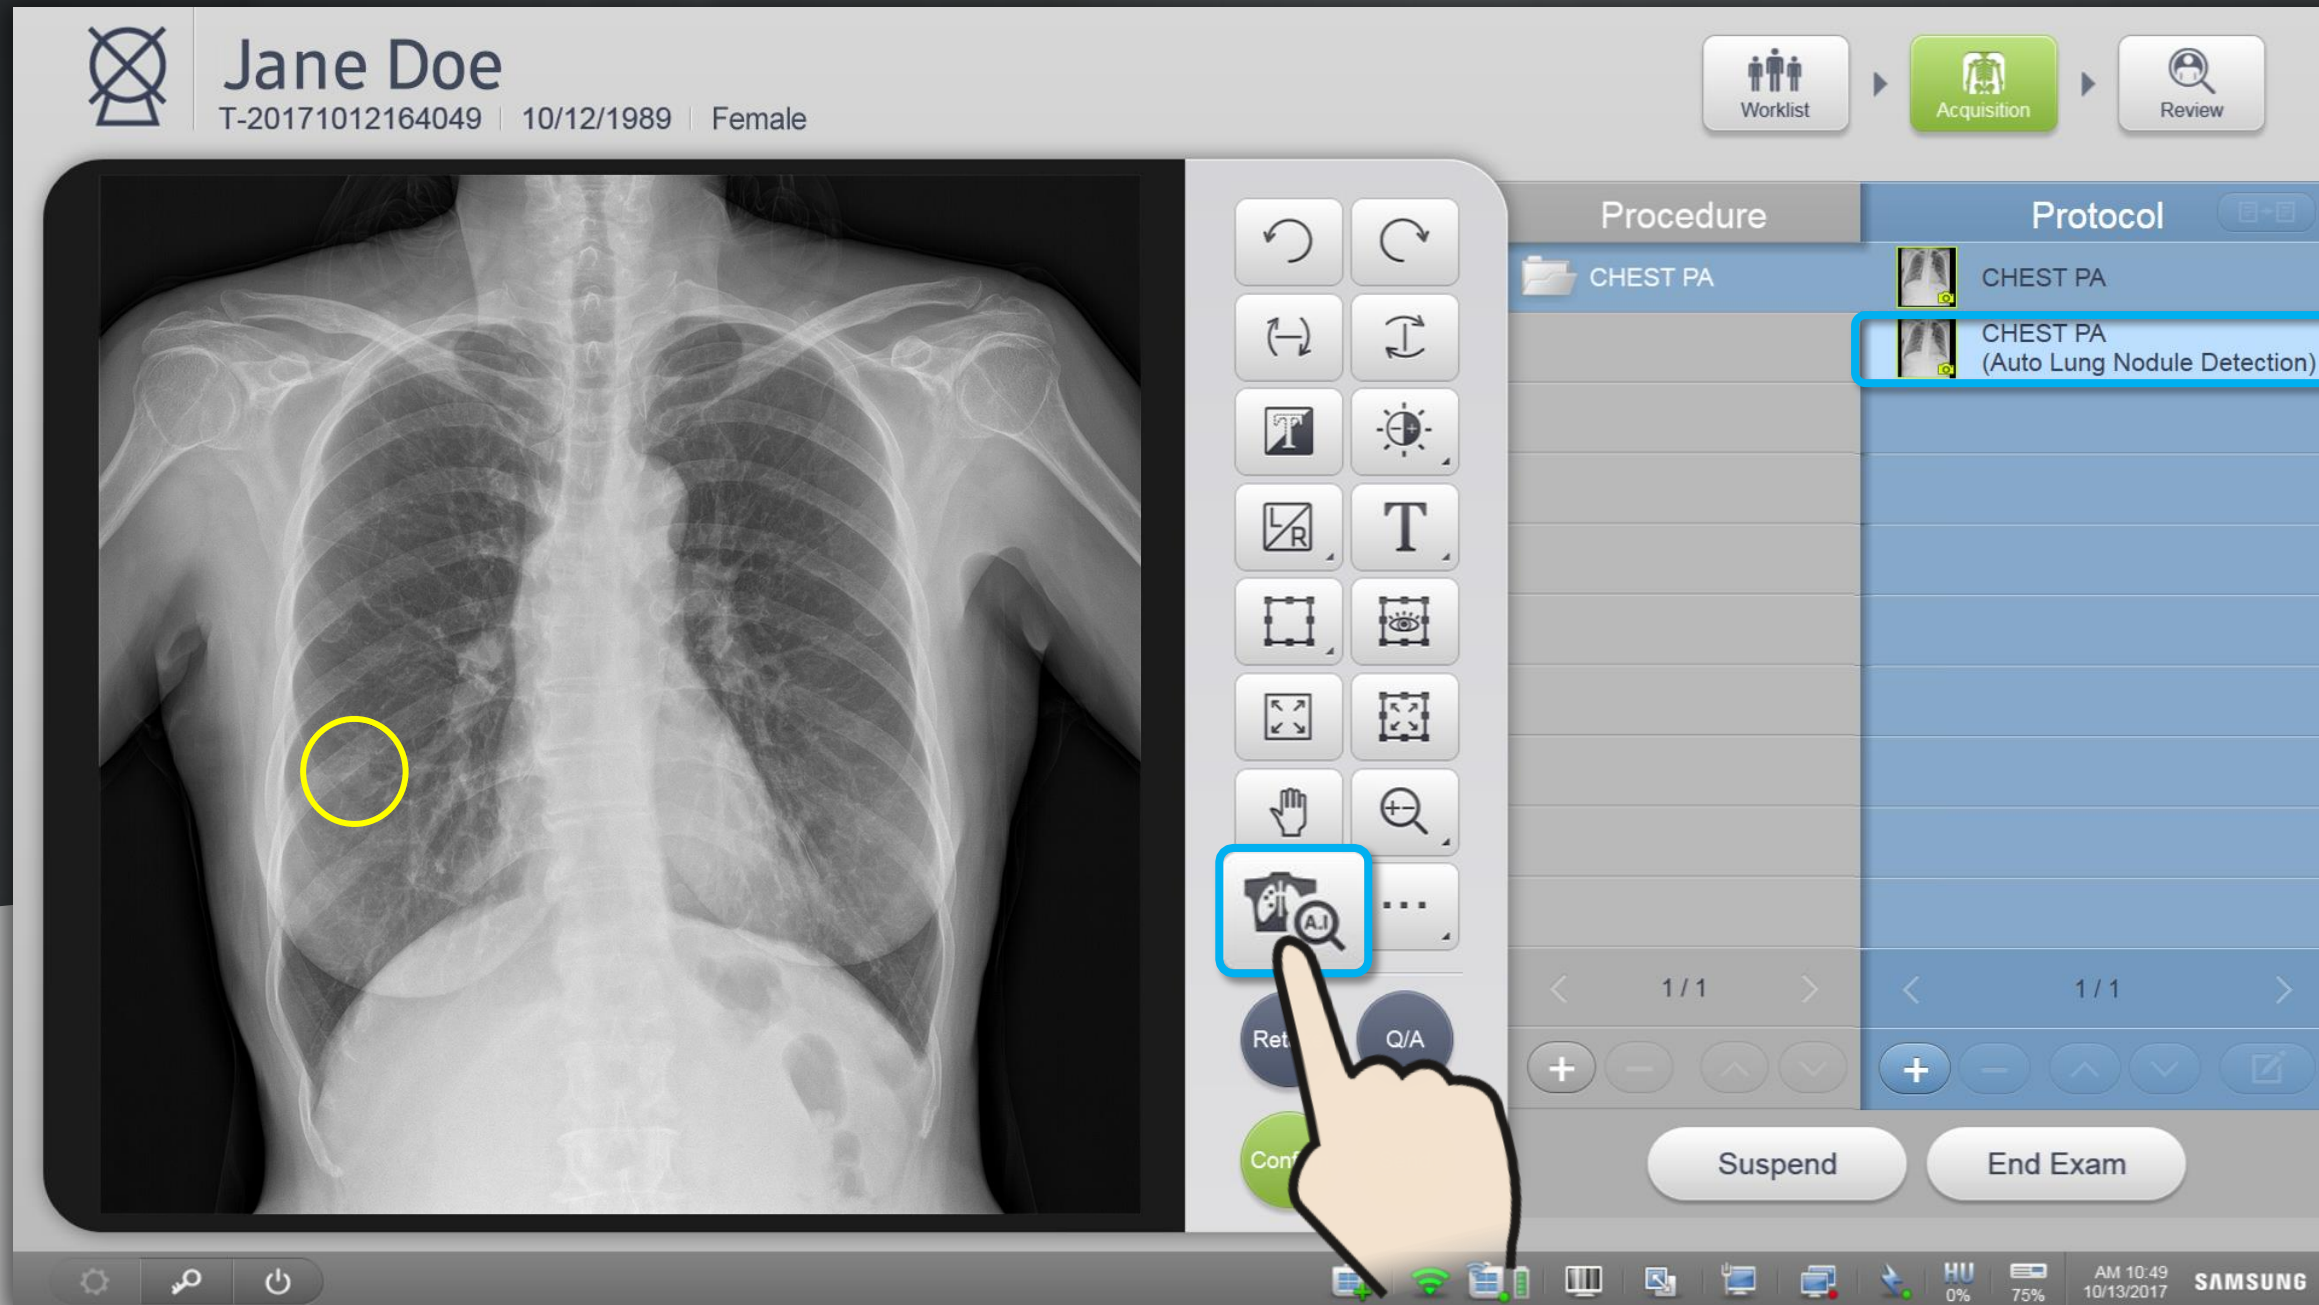 Jane Doe
T-20171012164049 10/12/1989 Female
Worklist
Acquisition
Review
Procedure
Protocol
CHEST PA
CHEST PA
CHEST PA
(Auto Lung Nodule Detection)
T
L/R
T
A.I
1 / 1
1 / 1
Ret
Q/A
Conf
Suspend
End Exam
HU
0%
75%
AM 10:49
10/13/2017
SAMSUNG